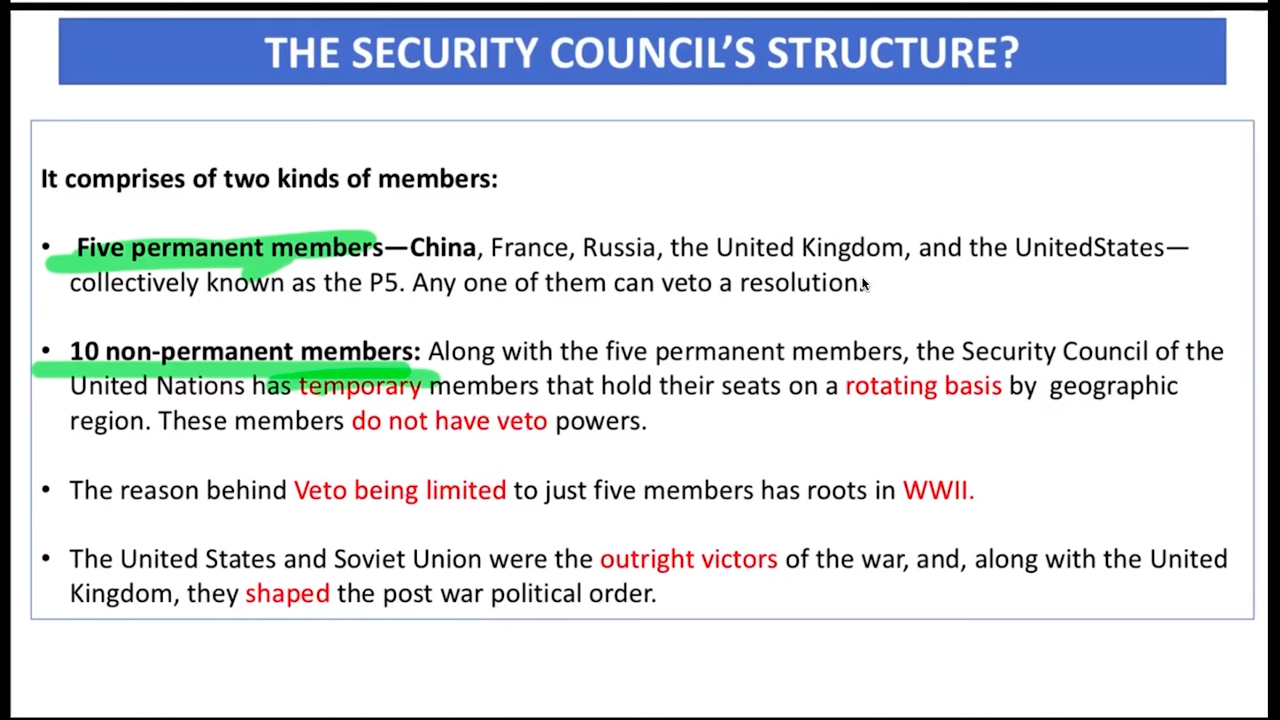 THE SECURITY COUNCIL’S STRUCTURE?
It comprises of two kinds of members:
• Five permanent members—China, France, Russia, the United Kingdom, and the UnitedStates—
collectively known as the P5. Any one of them can veto a resolution.
• 10 non-permanent members: Along with the five permanent members, the Security Council of the
United Nations has temporary members that hold their seats on a rotating basis by geographic
region. These members do not have veto powers.
• The reason behind Veto being limited to just five members has roots in WWII.
• The United States and Soviet Union were the outright victors of the war, and, along with the United
Kingdom, they shaped the post war political order.